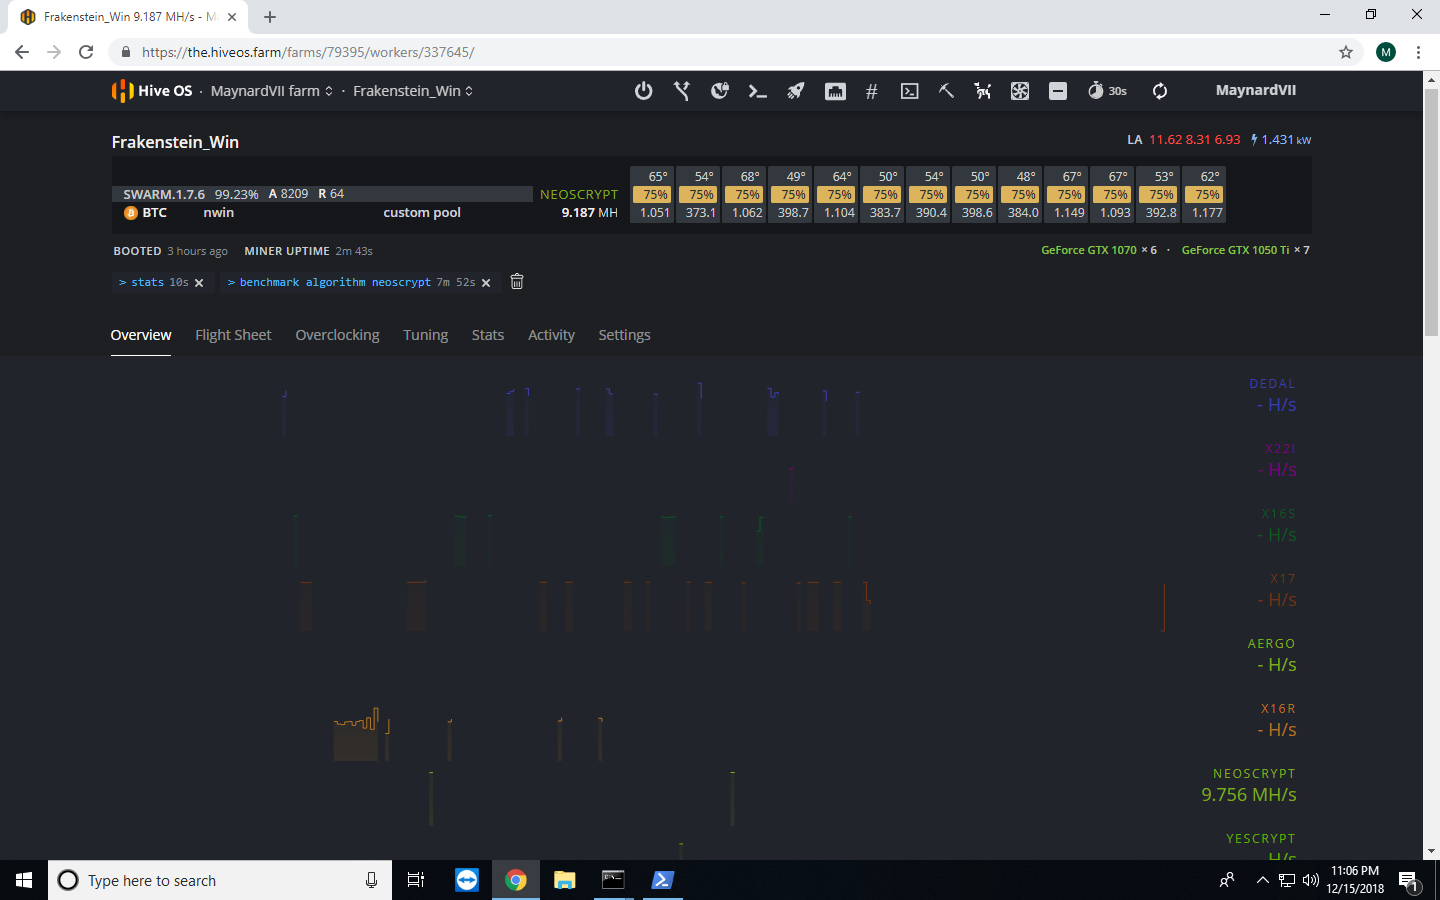 Frakenstein_Win 9.187 MH/s - M
https://the.hiveos.farm/farms/79395/workers/337645/
M
Hive OS · MaynardVII farm · Frakenstein_Win # 30s MaynardVII
Frakenstein_Win LA 11.62 8.31 6.93 1.431 kW
65° 54° 68° 49° 64° 50° 54° 50° 48° 67° 67° 53° 62°
SWARM.1.7.6 99.23% A 8209 R 64 NEOSCRYPT 75% 75% 75% 75% 75% 75% 75% 75% 75% 75% 75% 75% 75%
BTC nwin custom pool 9.187 MH 1.051 373.1 1.062 398.7 1.104 383.7 390.4 398.6 384.0 1.149 1.093 392.8 1.177
BOOTED 3 hours ago MINER UPTIME 2m 43s GeForce GTX 1070 × 6 · GeForce GTX 1050 Ti × 7
> stats 10s × > benchmark algorithm neoscrypt 7m 52s ×
Overview Flight Sheet Overclocking Tuning Stats Activity Settings
DEDAL
- H/s
X22I
- H/s
X16S
- H/s
X17
- H/s
AERGO
- H/s
X16R
- H/s
NEOSCRYPT
9.756 MH/s
YESCRYPT
- H/s
Type here to search
11:06 PM
12/15/2018
1